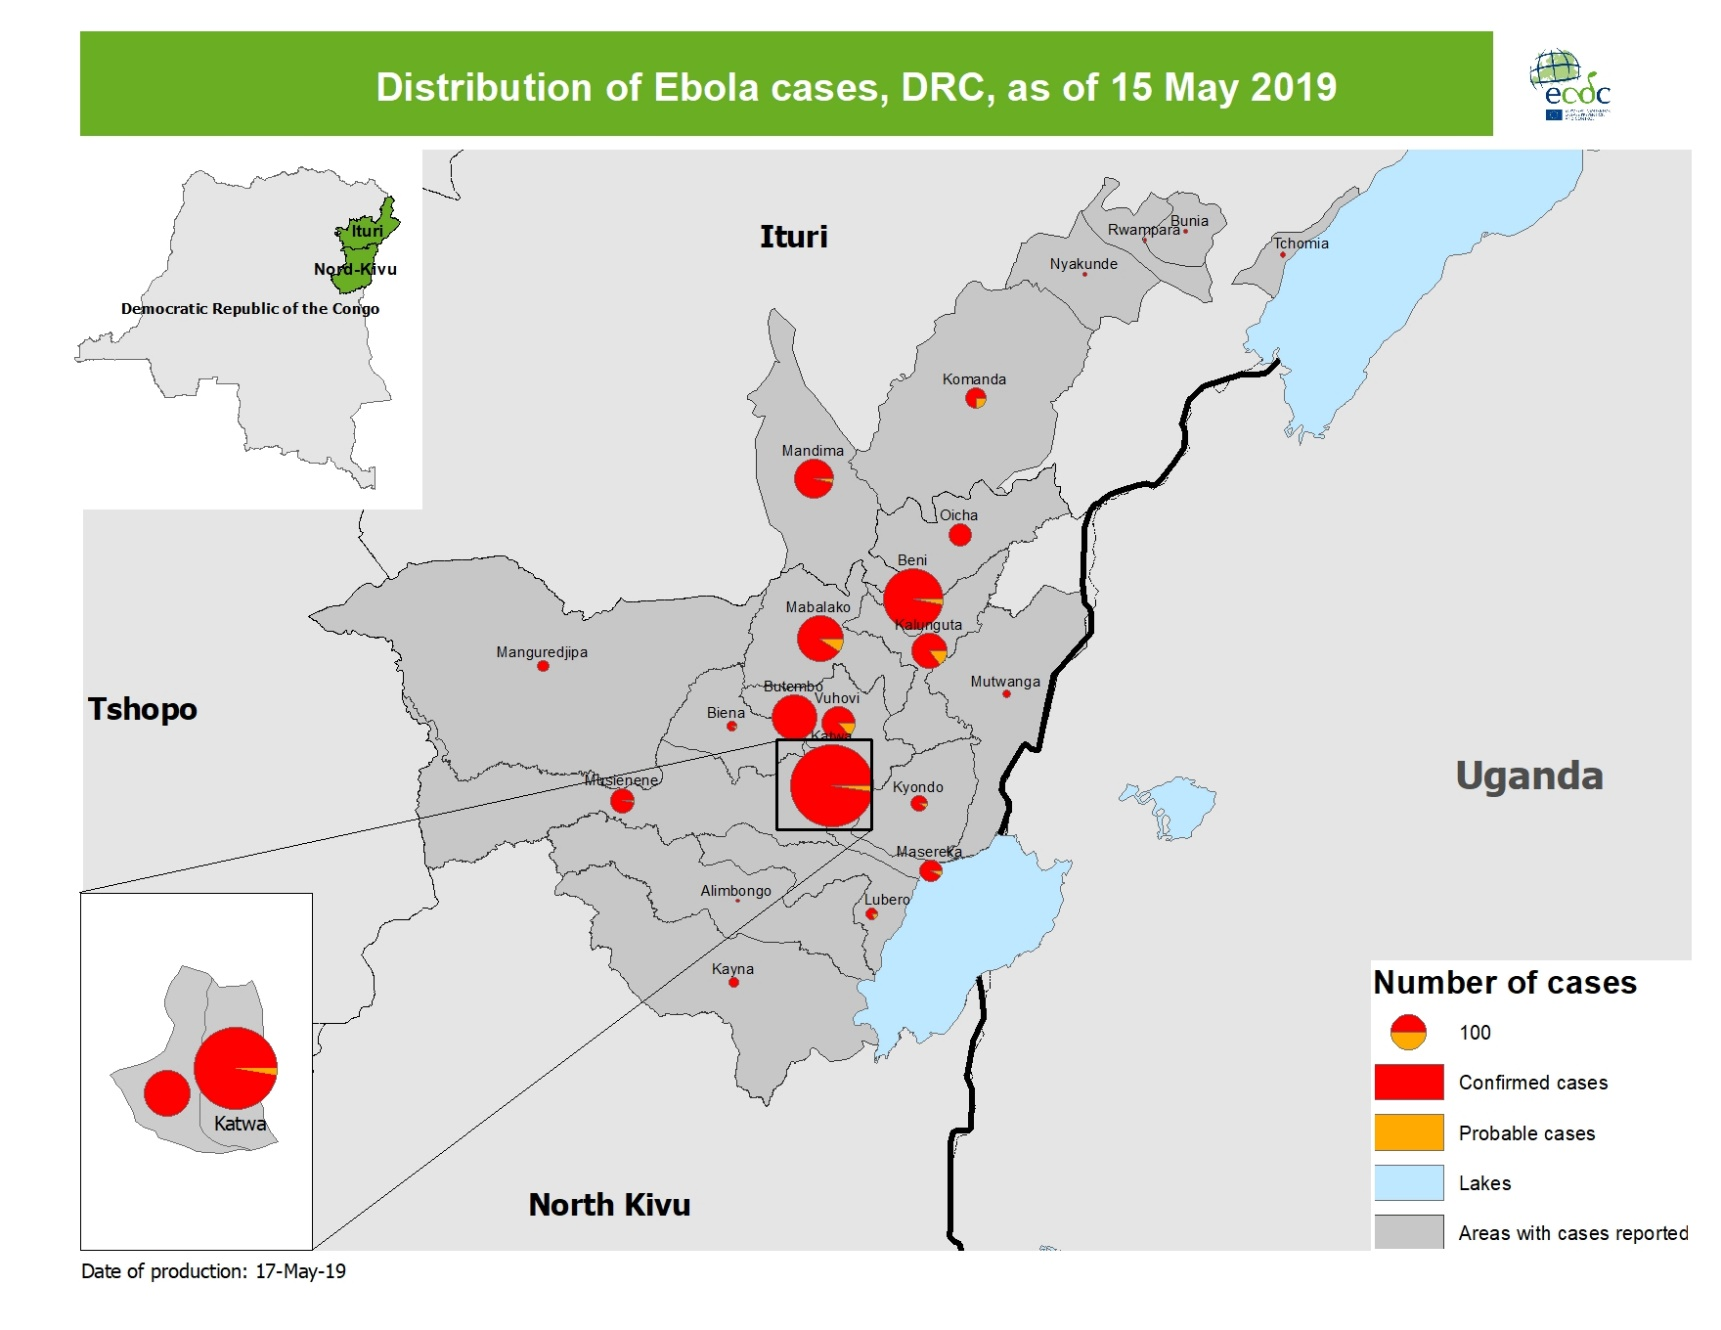 Distribution of Ebola cases, DRC, as of 15 May 2019
ecdc
Ituri
Nord-Kivu
Democratic Republic of the Congo
Ituri
Bunia
Rwampara
Tchomia
Nyakunde
Komanda
Mandima
Oicha
Beni
Mabalako
Kalunguta
Manguredjipa
Mutwanga
Butembo
Vuhovi
Tshopo
Biena
Katwa
Uganda
Musienene
Kyondo
Masereka
Alimbongo
Lubero
Kayna
Katwa
North Kivu
Number of cases
100
Confirmed cases
Probable cases
Lakes
Areas with cases reported
Date of production: 17-May-19